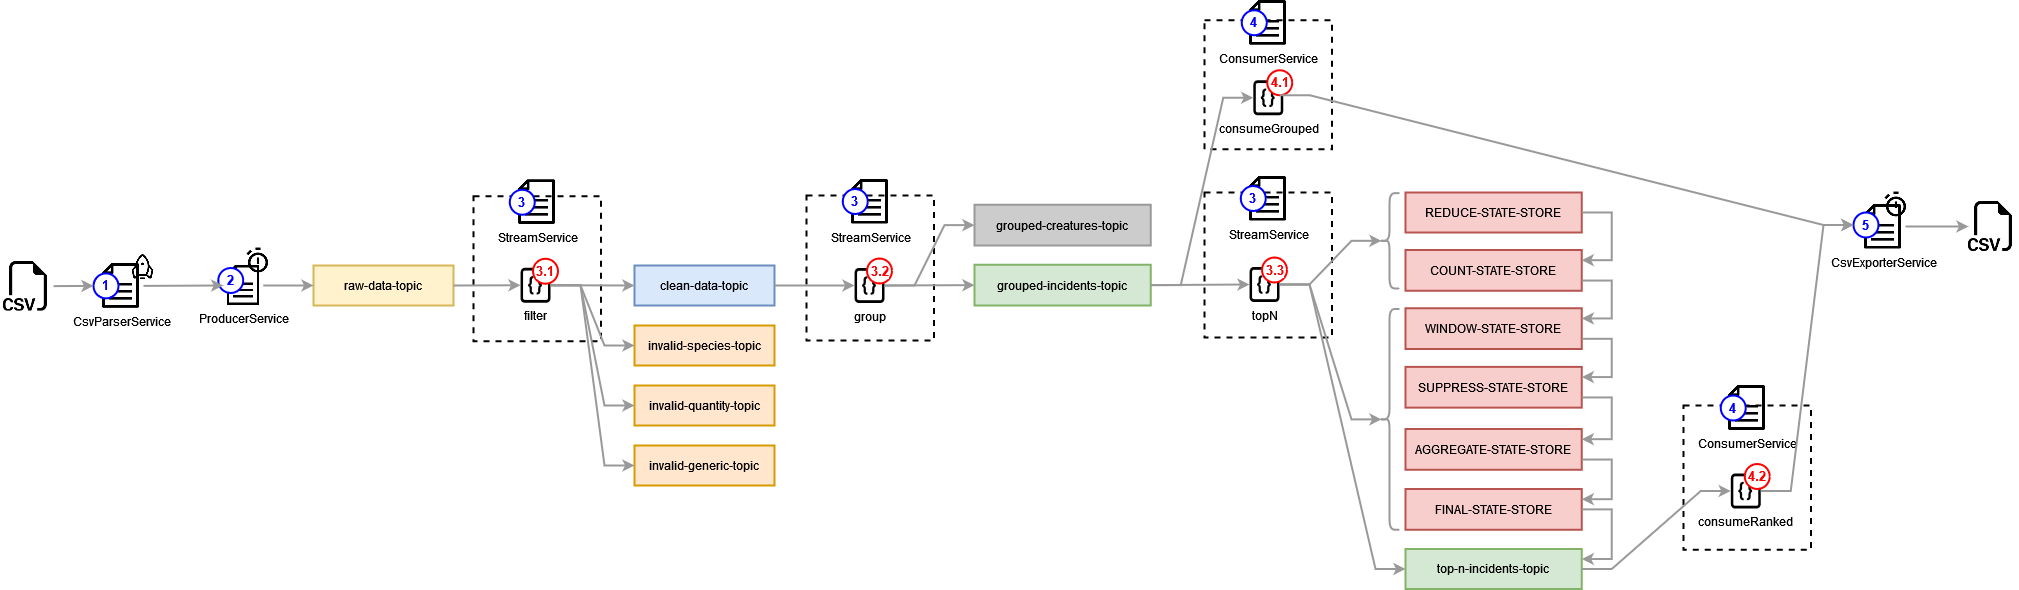 CSV
1
CsvParserService
2
ProducerService
raw-data-topic
3
StreamService
3.1
{}
filter
clean-data-topic
invalid-species-topic
invalid-quantity-topic
invalid-generic-topic
3
StreamService
3.2
{}
group
grouped-creatures-topic
grouped-incidents-topic
4
ConsumerService
4.1
{}
consumeGrouped
3
StreamService
3.3
{}
topN
REDUCE-STATE-STORE
COUNT-STATE-STORE
WINDOW-STATE-STORE
SUPPRESS-STATE-STORE
AGGREGATE-STATE-STORE
FINAL-STATE-STORE
top-n-incidents-topic
4
ConsumerService
4.2
{}
consumeRanked
5
CsvExporterService
CSV